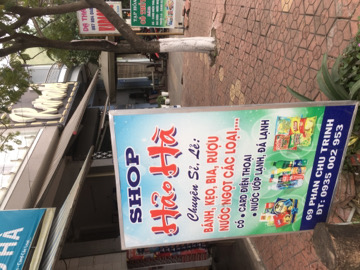 SHOP
Hảo Hà
Chuyên Sỉ, Lẻ:
BÁNH, KẸO, BIA, RƯỢU
NƯỚC NGỌT CÁC LOẠI,...
CÓ • CARD ĐIỆN THOẠI
• NƯỚC ƯỚP LẠNH, ĐÁ LẠNH
69 PHAN CHU TRINH
ĐT: 0935 002 953